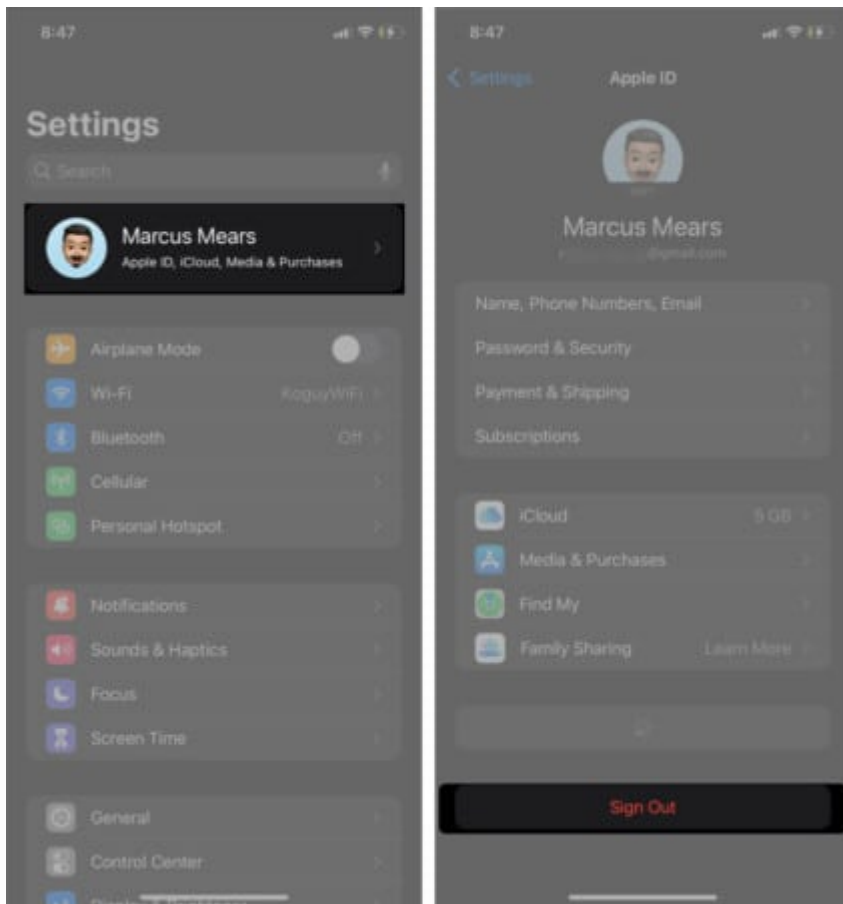 8:47
Settings
Search
Marcus Mears
Apple ID, iCloud, Media & Purchases
Airplane Mode
Wi-Fi KoguyWiFi
Bluetooth Off
Cellular
Personal Hotspot
Notifications
Sounds & Haptics
Focus
Screen Time
General
Control Center
8:47
Settings Apple ID
Marcus Mears
@gmail.com
Name, Phone Numbers, Email
Password & Security
Payment & Shipping
Subscriptions
iCloud 5 GB
Media & Purchases
Find My
Family Sharing Learn More
Sign Out